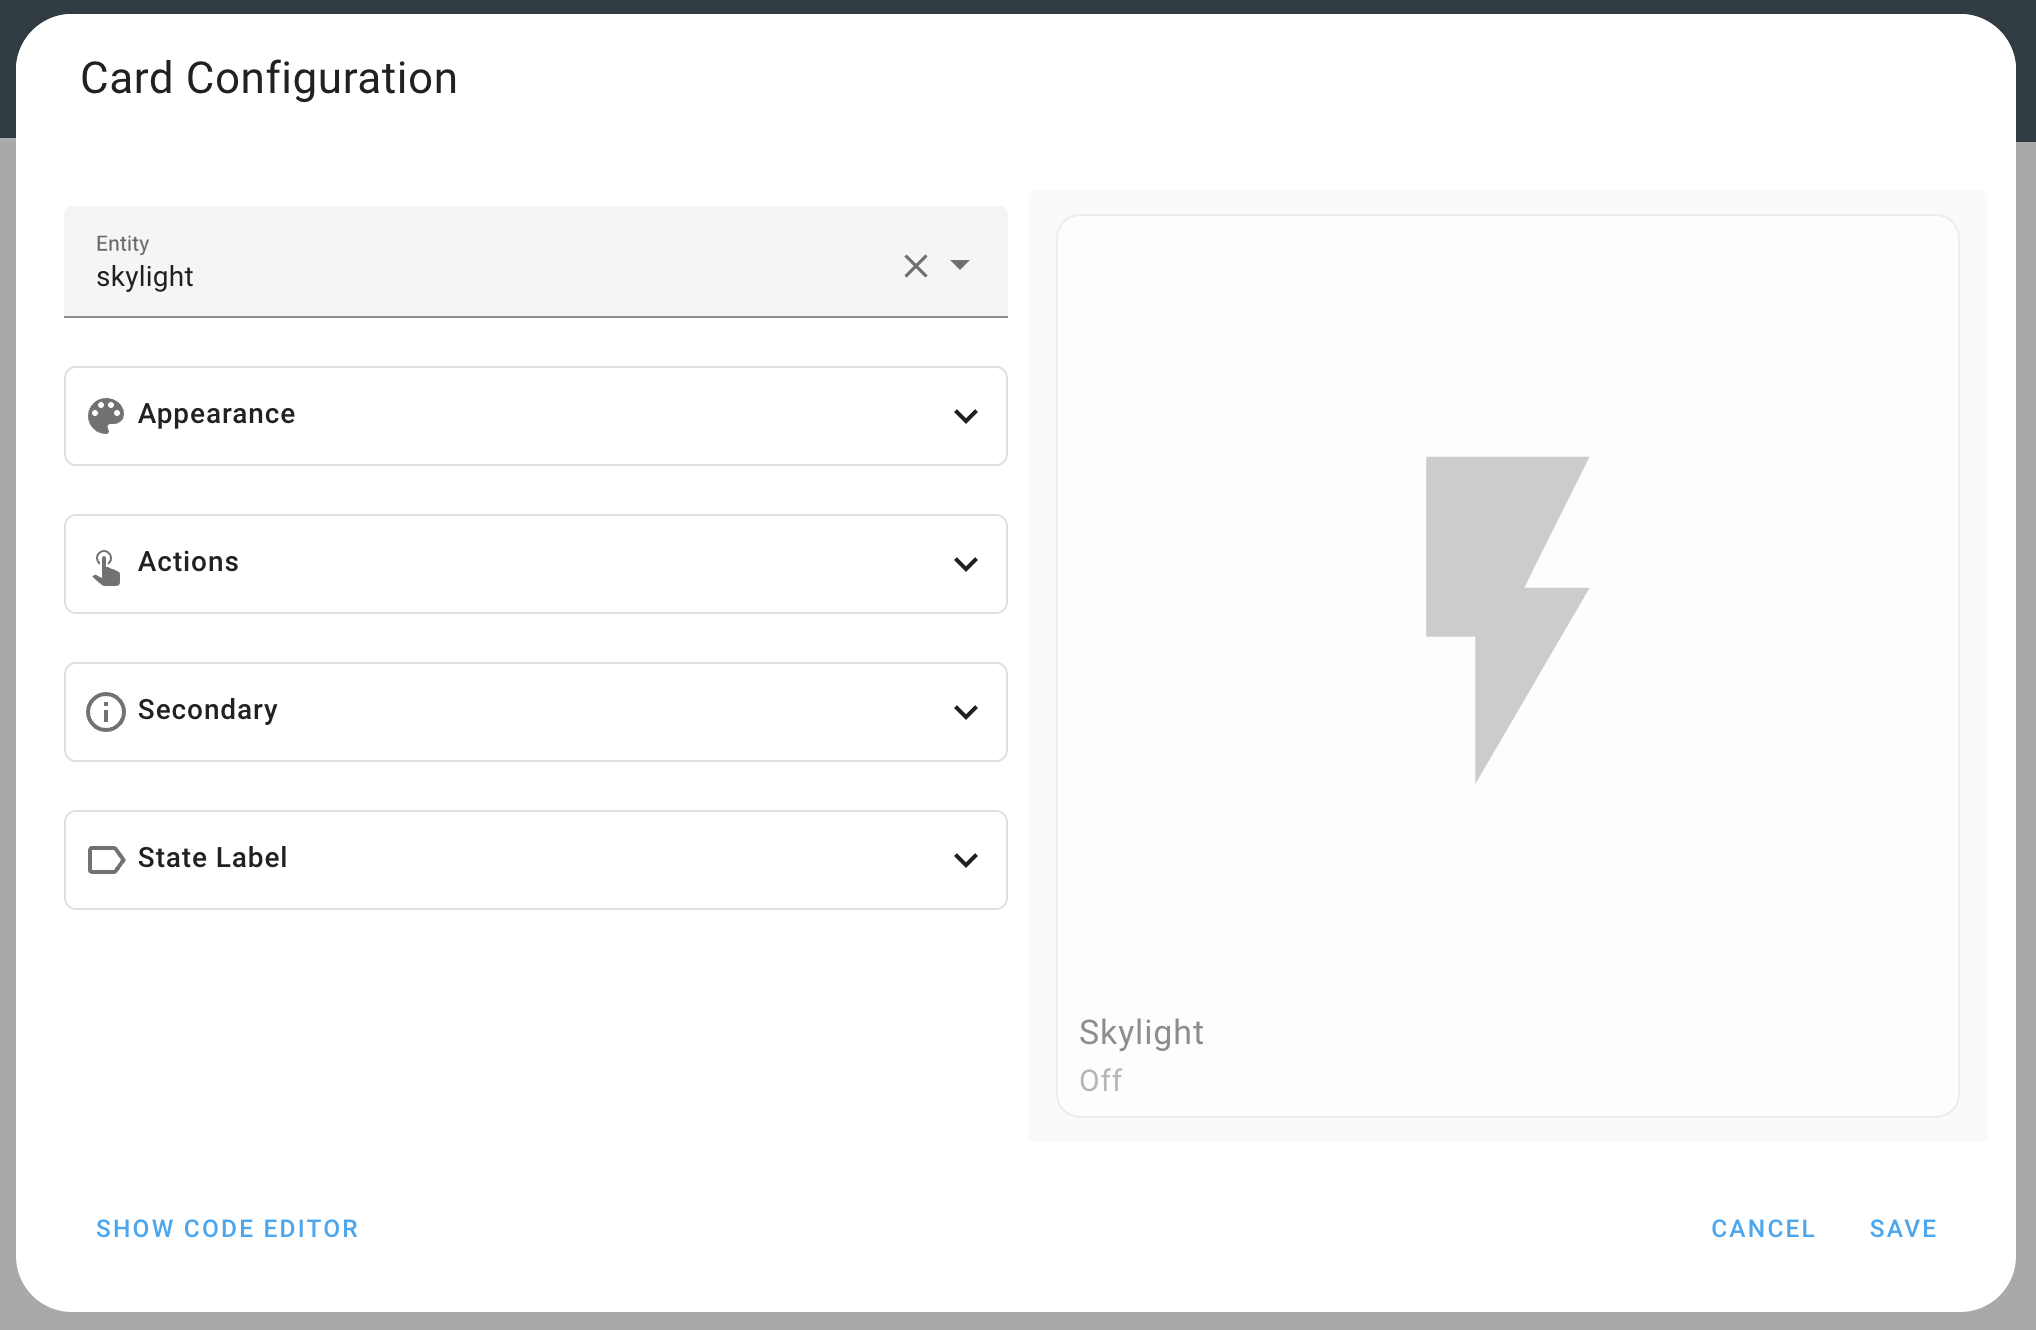 Card Configuration
Entity
skylight
Appearance
Actions
Secondary
State Label
Skylight
Off
SHOW CODE EDITOR
CANCEL
SAVE